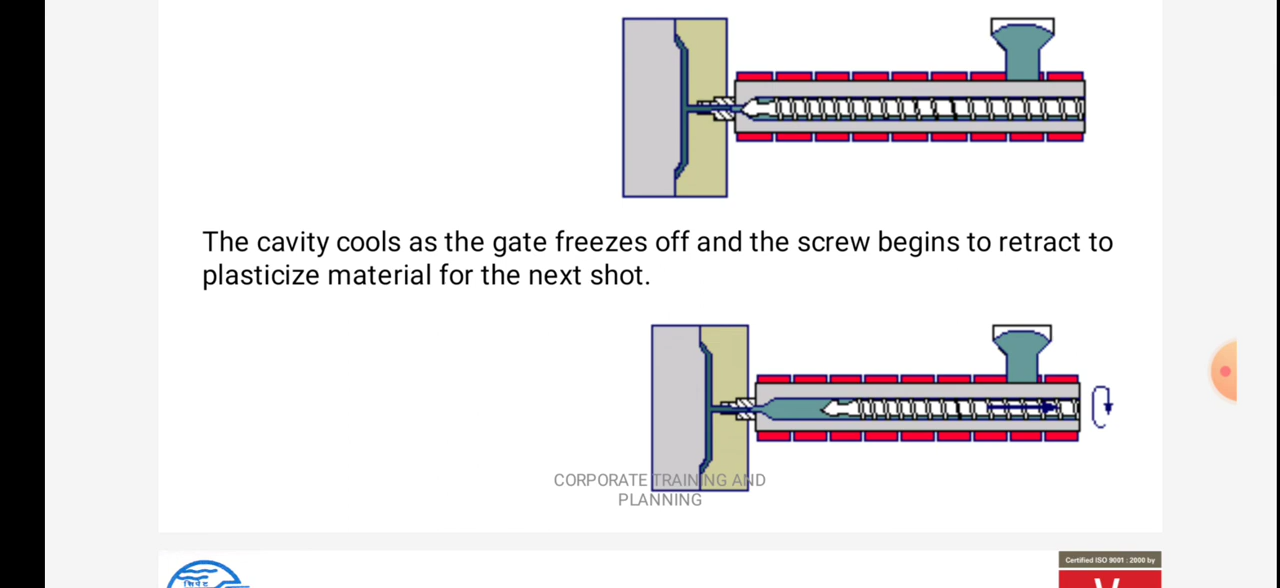 The cavity cools as the gate freezes off and the screw begins to retract to
plasticize material for the next shot.
CORPORATE TRAINING AND
PLANNING
सिपेट
Certified ISO 9001 : 2000 by